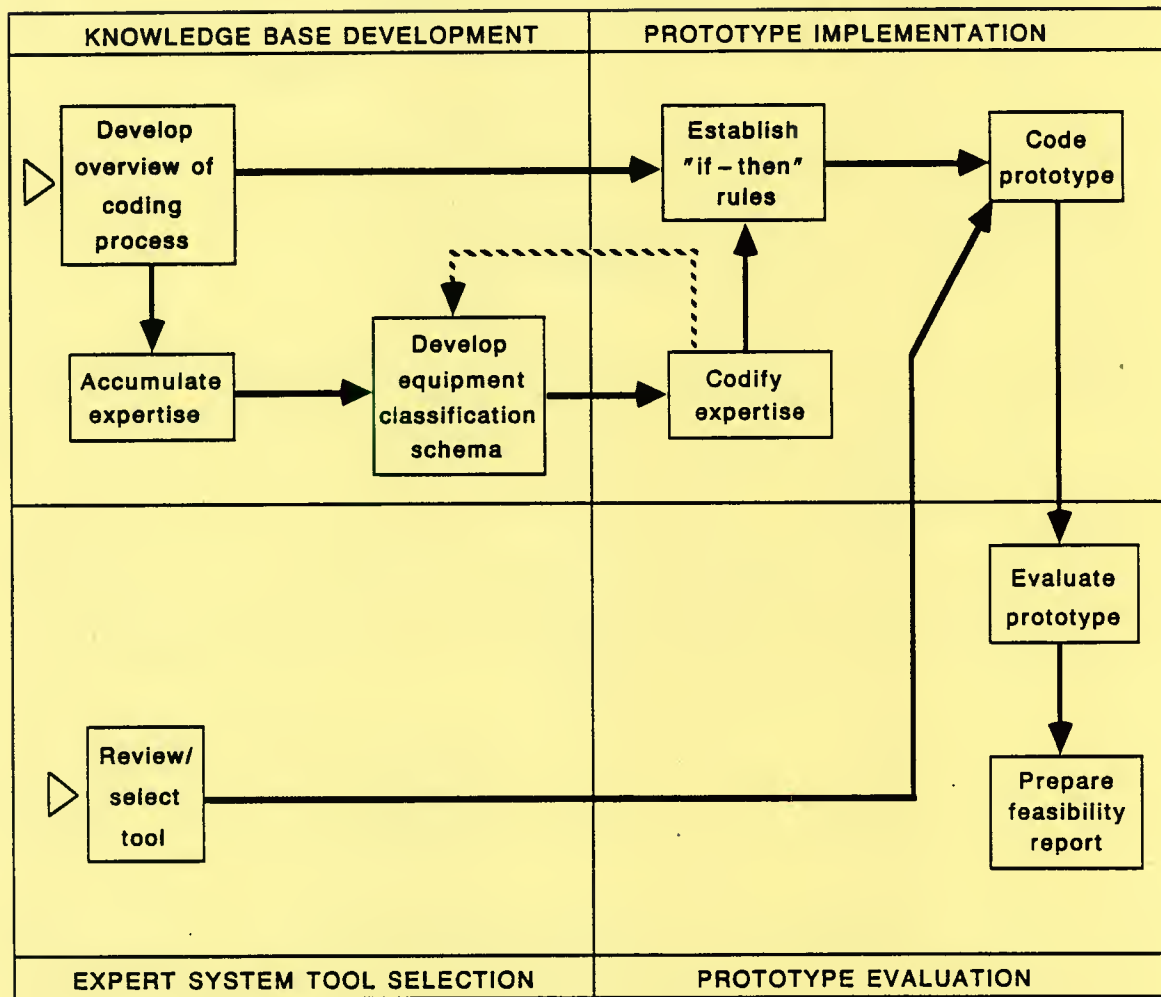 KNOWLEDGE BASE DEVELOPMENT
PROTOTYPE IMPLEMENTATION
Develop
overview of
coding
process
Establish
"if-then"
rules
Code
prototype
Accumulate
expertise
Develop
equipment
classification
schema
Codify
expertise
Evaluate
prototype
Review/
select
tool
Prepare
feasibility
report
EXPERT SYSTEM TOOL SELECTION
PROTOTYPE EVALUATION